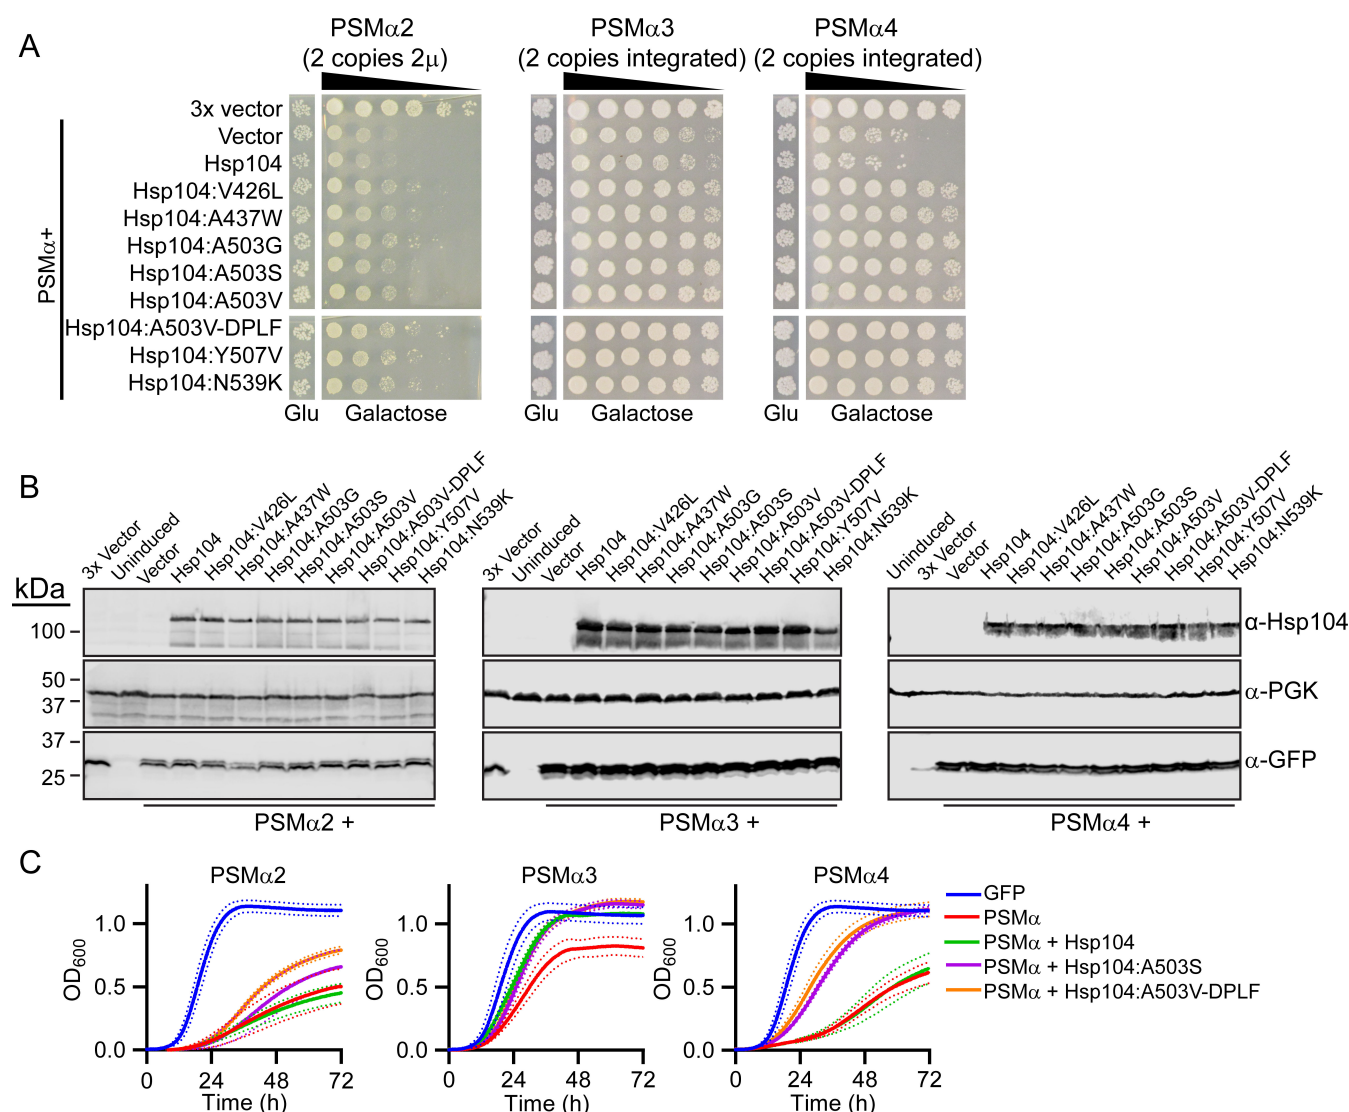 A
PSMα2
(2 copies 2μ)
PSMα3
(2 copies integrated)
PSMα4
(2 copies integrated)
3x vector
Vector
Hsp104
Hsp104:V426L
Hsp104:A437W
Hsp104:A503G
Hsp104:A503S
Hsp104:A503V
Hsp104:A503V-DPLF
Hsp104:Y507V
Hsp104:N539K
PSMα+
Glu
Galactose
Glu
Galactose
Glu
Galactose
B
3x Vector
Uninduced
Vector
Hsp104
Hsp104:V426L
Hsp104:A437W
Hsp104:A503G
Hsp104:A503S
Hsp104:A503V
Hsp104:A503V-DPLF
Hsp104:Y507V
Hsp104:N539K
3x Vector
Uninduced
Vector
Hsp104
Hsp104:V426L
Hsp104:A437W
Hsp104:A503G
Hsp104:A503S
Hsp104:A503V
Hsp104:A503V-DPLF
Hsp104:Y507V
Hsp104:N539K
Uninduced
3x Vector
Vector
Hsp104
Hsp104:V426L
Hsp104:A437W
Hsp104:A503G
Hsp104:A503S
Hsp104:A503V
Hsp104:A503V-DPLF
Hsp104:Y507V
Hsp104:N539K
kDa
100
50
37
37
25
α-Hsp104
α-PGK
α-GFP
PSMα2 +
PSMα3 +
PSMα4 +
C
PSMα2
OD600
1.0
0.5
0.0
0 24 48 72
Time (h)
PSMα3
OD600
1.0
0.5
0.0
0 24 48 72
Time (h)
PSMα4
OD600
1.0
0.5
0.0
0 24 48 72
Time (h)
GFP
PSMα
PSMα + Hsp104
PSMα + Hsp104:A503S
PSMα + Hsp104:A503V-DPLF